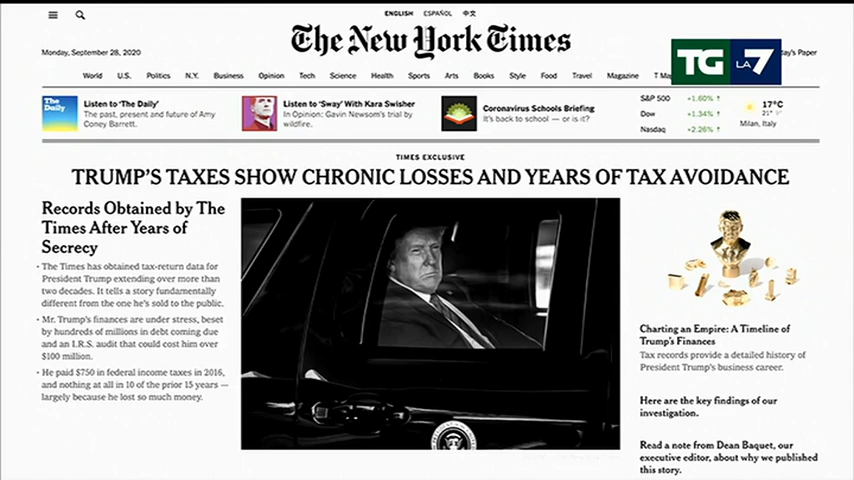 ENGLISH ESPAÑOL 中文
The New York Times
Monday, September 28, 2020
TG LA 7
's Paper
World U.S. Politics N.Y. Business Opinion Tech Science Health Sports Arts Books Style Food Travel Magazine T Ma
The Daily
Listen to 'The Daily'
The past, present and future of Amy
Coney Barrett.
Listen to 'Sway' With Kara Swisher
In Opinion: Gavin Newsom's trial by
wildfire.
Coronavirus Schools Briefing
It's back to school — or is it?
S&P 500 +1.60% ↑
Dow +1.34% ↑
Nasdaq +2.26% ↑
17°C
21°
Milan, Italy
TIMES EXCLUSIVE
TRUMP'S TAXES SHOW CHRONIC LOSSES AND YEARS OF TAX AVOIDANCE
Records Obtained by The
Times After Years of
Secrecy
• The Times has obtained tax-return data for
President Trump extending over more than
two decades. It tells a story fundamentally
different from the one he's sold to the public.
• Mr. Trump's finances are under stress, beset
by hundreds of millions in debt coming due
and an I.R.S. audit that could cost him over
$100 million.
• He paid $750 in federal income taxes in 2016,
and nothing at all in 10 of the prior 15 years —
largely because he lost so much money.
Charting an Empire: A Timeline of
Trump's Finances
Tax records provide a detailed history of
President Trump's business career.
Here are the key findings of our
investigation.
Read a note from Dean Baquet, our
executive editor, about why we published
this story.